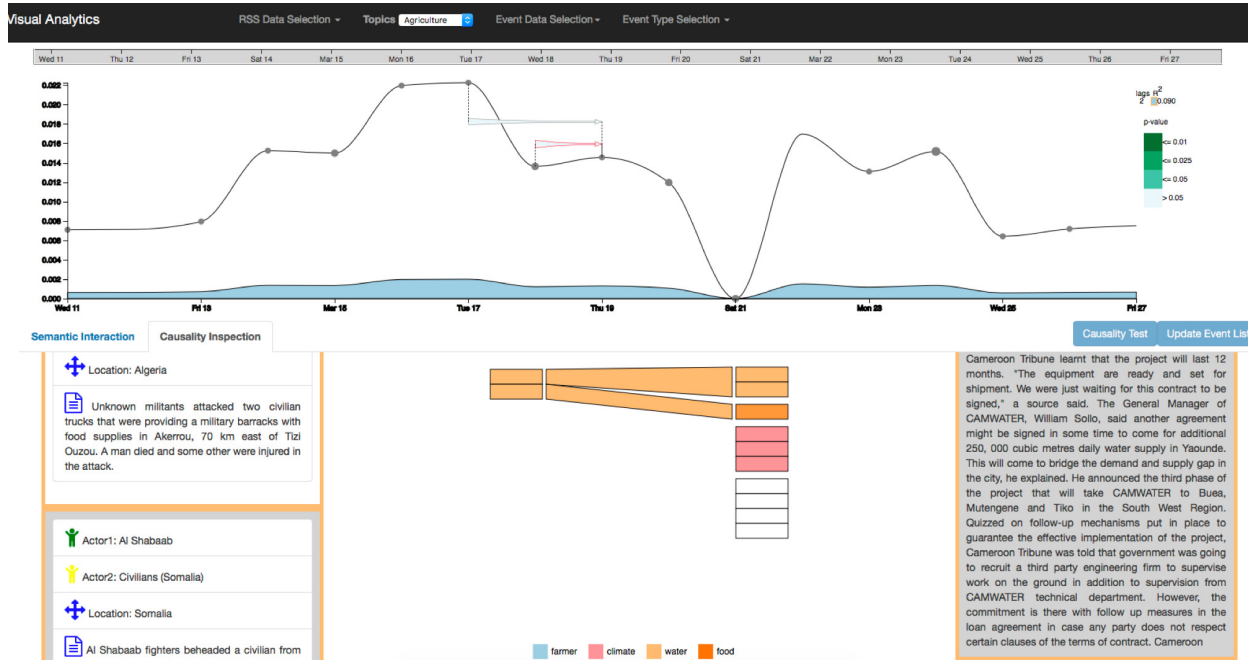 Visual Analytics
RSS Data Selection
Topics Agriculture
Event Data Selection
Event Type Selection
Wed 11 Thu 12 Fri 13 Sat 14 Mar 15 Mon 16 Tue 17 Wed 18 Thu 19 Fri 20 Sat 21 Mar 22 Mon 23 Tue 24 Wed 25 Thu 26 Fri 27
0.022
0.020
0.018
0.016
0.014
0.012
0.010
0.008
0.006
0.004
0.002
0.000
Wed 11 Fri 13 Mar 15 Tue 17 Thu 19 Sat 21 Mon 23 Wed 25 Fri 27
lags R2
2 0.090
p-value
<= 0.01
<= 0.025
<= 0.05
> 0.05
Semantic Interaction
Causality Inspection
Causality Test
Update Event List
Location: Algeria
Unknown militants attacked two civilian
trucks that were providing a military barracks with
food supplies in Akerrou, 70 km east of Tizi
Ouzou. A man died and some other were injured in
the attack.
Actor1: Al Shabaab
Actor2: Civilians (Somalia)
Location: Somalia
Al Shabaab fighters beheaded a civilian from
farmer climate water food
Cameroon Tribune learnt that the project will last 12
months. "The equipment are ready and set for
shipment. We were just waiting for this contract to be
signed," a source said. The General Manager of
CAMWATER, William Sollo, said another agreement
might be signed in some time to come for additional
250, 000 cubic metres daily water supply in Yaounde.
This will come to bridge the demand and supply gap in
the city, he explained. He announced the third phase of
the project that will take CAMWATER to Buea,
Mutengene and Tiko in the South West Region.
Quizzed on follow-up mechanisms put in place to
guarantee the effective implementation of the project,
Cameroon Tribune was told that government was going
to recruit a third party engineering firm to supervise
work on the ground in addition to supervision from
CAMWATER technical department. However, the
commitment is there with follow up measures in the
loan agreement in case any party does not respect
certain clauses of the terms of contract. Cameroon